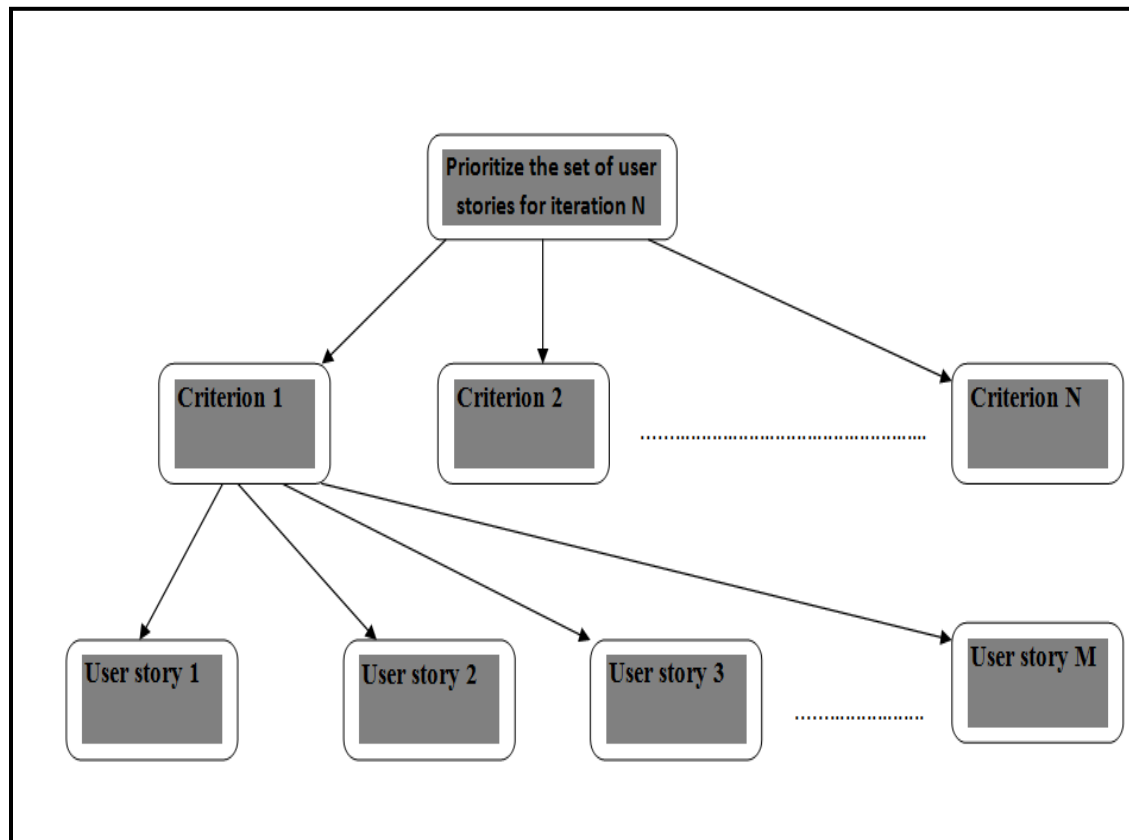 Prioritize the set of user
stories for iteration N
Criterion 1
Criterion 2
Criterion N
User story 1
User story 2
User story 3
User story M